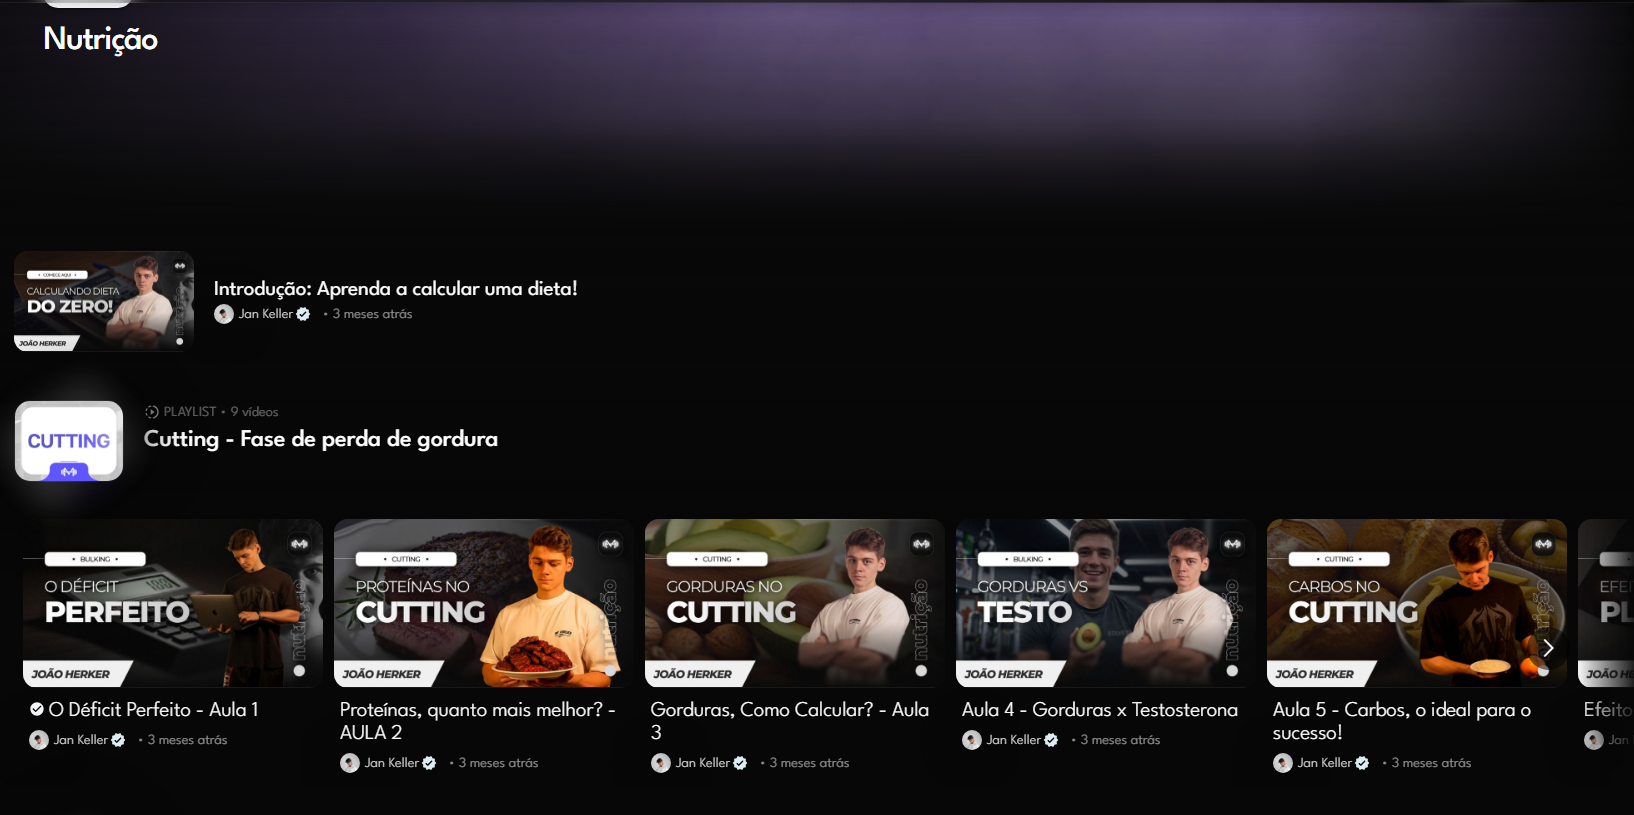 Nutrição
• COMECE AQUI •
CALCULANDO DIETA
DO ZERO!
JOÃO HERKER
Introdução: Aprenda a calcular uma dieta!
Jan Keller • 3 meses atrás
CUTTING
PLAYLIST • 9 vídeos
Cutting - Fase de perda de gordura
• BULKING •
O DÉFICIT
PERFEITO
nutrição
JOÃO HERKER
O Déficit Perfeito - Aula 1
Jan Keller • 3 meses atrás
• CUTTING •
PROTEÍNAS NO
CUTTING
nutrição
JOÃO HERKER
Proteínas, quanto mais melhor? -
AULA 2
Jan Keller • 3 meses atrás
• CUTTING •
GORDURAS NO
CUTTING
nutrição
JOÃO HERKER
Gorduras, Como Calcular? - Aula
3
Jan Keller • 3 meses atrás
• BULKING •
GORDURAS VS
TESTO
nutrição
JOÃO HERKER
Aula 4 - Gorduras x Testosterona
Jan Keller • 3 meses atrás
• CUTTING •
CARBOS NO
CUTTING
nutrição
JOÃO HERKER
Aula 5 - Carbos, o ideal para o
sucesso!
Jan Keller • 3 meses atrás
EFE
PL
JOÃO H
Efeito
Jan